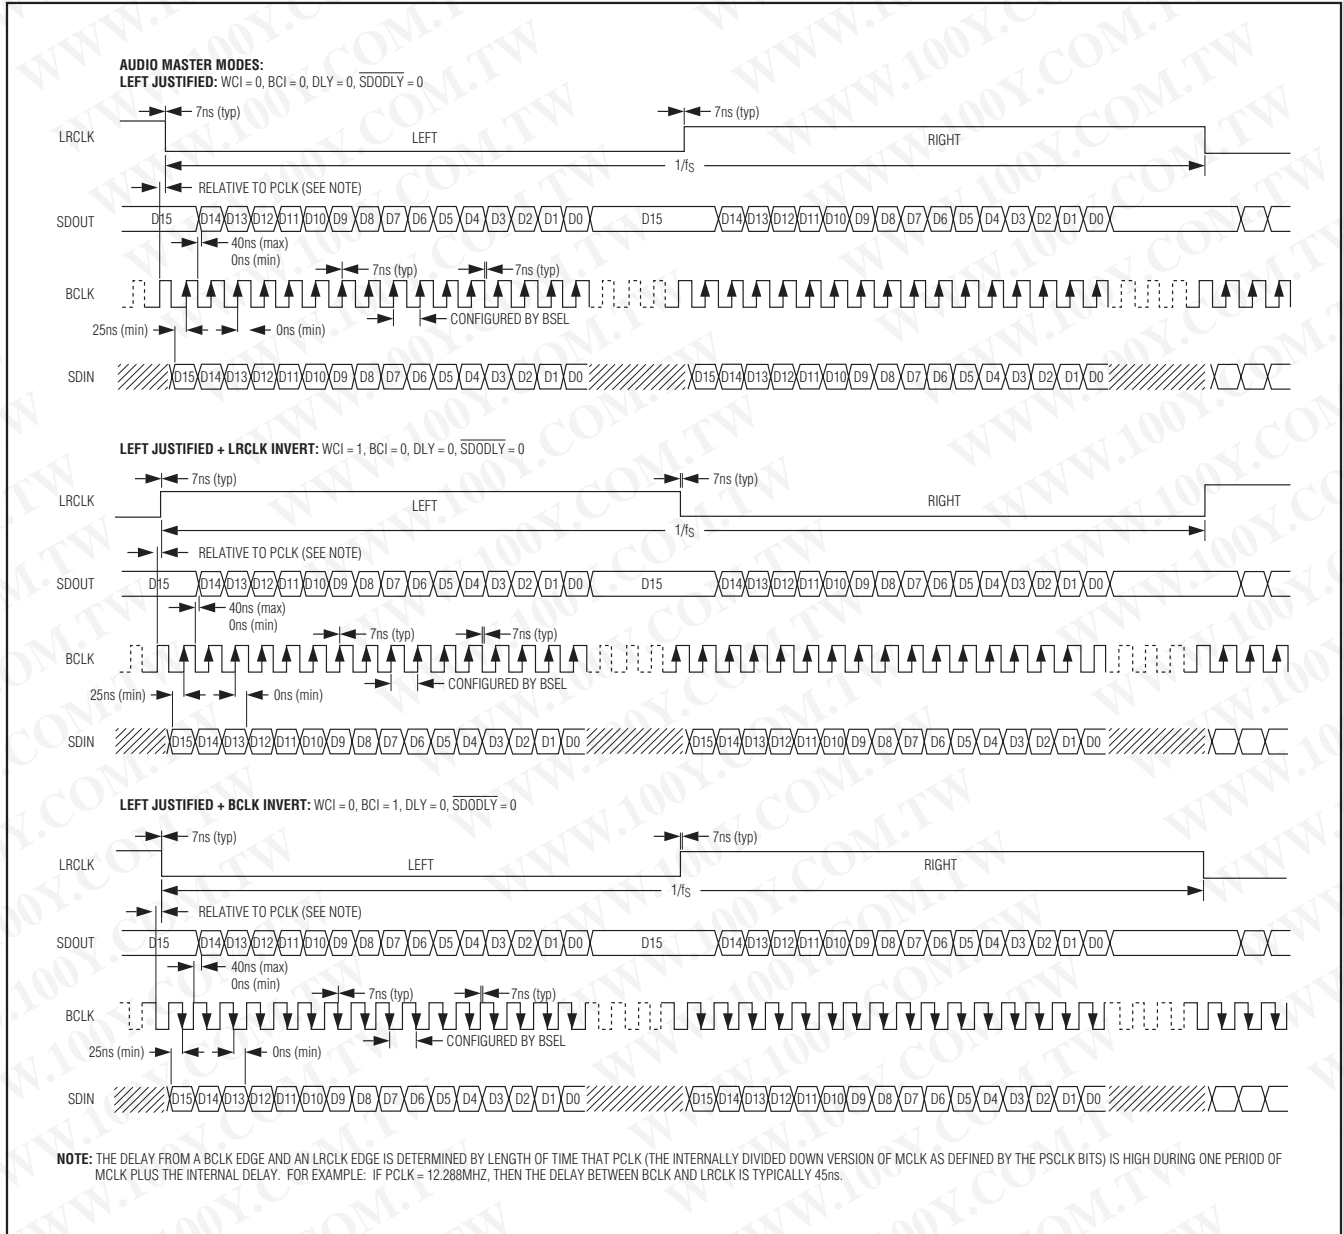 AUDIO MASTER MODES:
LEFT JUSTIFIED: WCI = 0, BCI = 0, DLY = 0, SDODLY = 0
7ns (typ) 7ns (typ)
LRCLK LEFT RIGHT
1/fS
RELATIVE TO PCLK (SEE NOTE)
SDOUT D15 D14 D13 D12 D11 D10 D9 D8 D7 D6 D5 D4 D3 D2 D1 D0 D15 D14 D13 D12 D11 D10 D9 D8 D7 D6 D5 D4 D3 D2 D1 D0
40ns (max)
0ns (min)
7ns (typ) 7ns (typ)
BCLK
CONFIGURED BY BSEL
25ns (min) 0ns (min)
SDIN D15 D14 D13 D12 D11 D10 D9 D8 D7 D6 D5 D4 D3 D2 D1 D0 D15 D14 D13 D12 D11 D10 D9 D8 D7 D6 D5 D4 D3 D2 D1 D0
LEFT JUSTIFIED + LRCLK INVERT: WCI = 1, BCI = 0, DLY = 0, SDODLY = 0
7ns (typ) 7ns (typ)
LRCLK LEFT RIGHT
1/fS
RELATIVE TO PCLK (SEE NOTE)
SDOUT D15 D14 D13 D12 D11 D10 D9 D8 D7 D6 D5 D4 D3 D2 D1 D0 D15 D14 D13 D12 D11 D10 D9 D8 D7 D6 D5 D4 D3 D2 D1 D0
40ns (max)
0ns (min)
7ns (typ) 7ns (typ)
BCLK
CONFIGURED BY BSEL
25ns (min) 0ns (min)
SDIN D15 D14 D13 D12 D11 D10 D9 D8 D7 D6 D5 D4 D3 D2 D1 D0 D15 D14 D13 D12 D11 D10 D9 D8 D7 D6 D5 D4 D3 D2 D1 D0
LEFT JUSTIFIED + BCLK INVERT: WCI = 0, BCI = 1, DLY = 0, SDODLY = 0
7ns (typ) 7ns (typ)
LRCLK LEFT RIGHT
1/fS
RELATIVE TO PCLK (SEE NOTE)
SDOUT D15 D14 D13 D12 D11 D10 D9 D8 D7 D6 D5 D4 D3 D2 D1 D0 D15 D14 D13 D12 D11 D10 D9 D8 D7 D6 D5 D4 D3 D2 D1 D0
40ns (max)
0ns (min)
7ns (typ) 7ns (typ)
BCLK
CONFIGURED BY BSEL
25ns (min) 0ns (min)
SDIN D15 D14 D13 D12 D11 D10 D9 D8 D7 D6 D5 D4 D3 D2 D1 D0 D15 D14 D13 D12 D11 D10 D9 D8 D7 D6 D5 D4 D3 D2 D1 D0
NOTE: THE DELAY FROM A BCLK EDGE AND AN LRCLK EDGE IS DETERMINED BY LENGTH OF TIME THAT PCLK (THE INTERNALLY DIVIDED DOWN VERSION OF MCLK AS DEFINED BY THE PSCLK BITS) IS HIGH DURING ONE PERIOD OF
MCLK PLUS THE INTERNAL DELAY. FOR EXAMPLE: IF PCLK = 12.288MHZ, THEN THE DELAY BETWEEN BCLK AND LRCLK IS TYPICALLY 45ns.
WWW.100Y.COM.TW